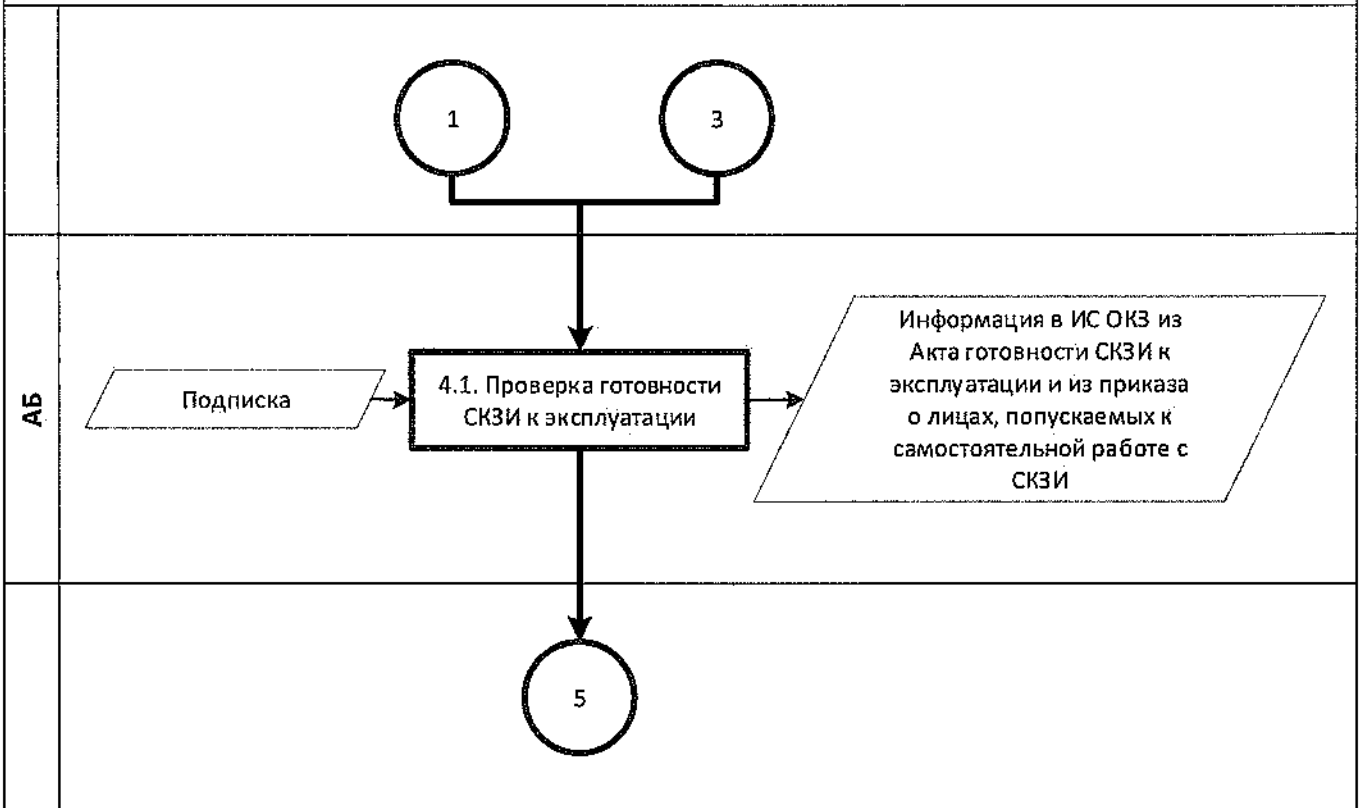 1
3
АБ
Подписка
4.1. Проверка готовности
СКЗИ к эксплуатации
Информация в ИС ОКЗ из
Акта готовности СКЗИ к
эксплуатации и из приказа
о лицах, попускаемых к
самостоятельной работе с
СКЗИ
5